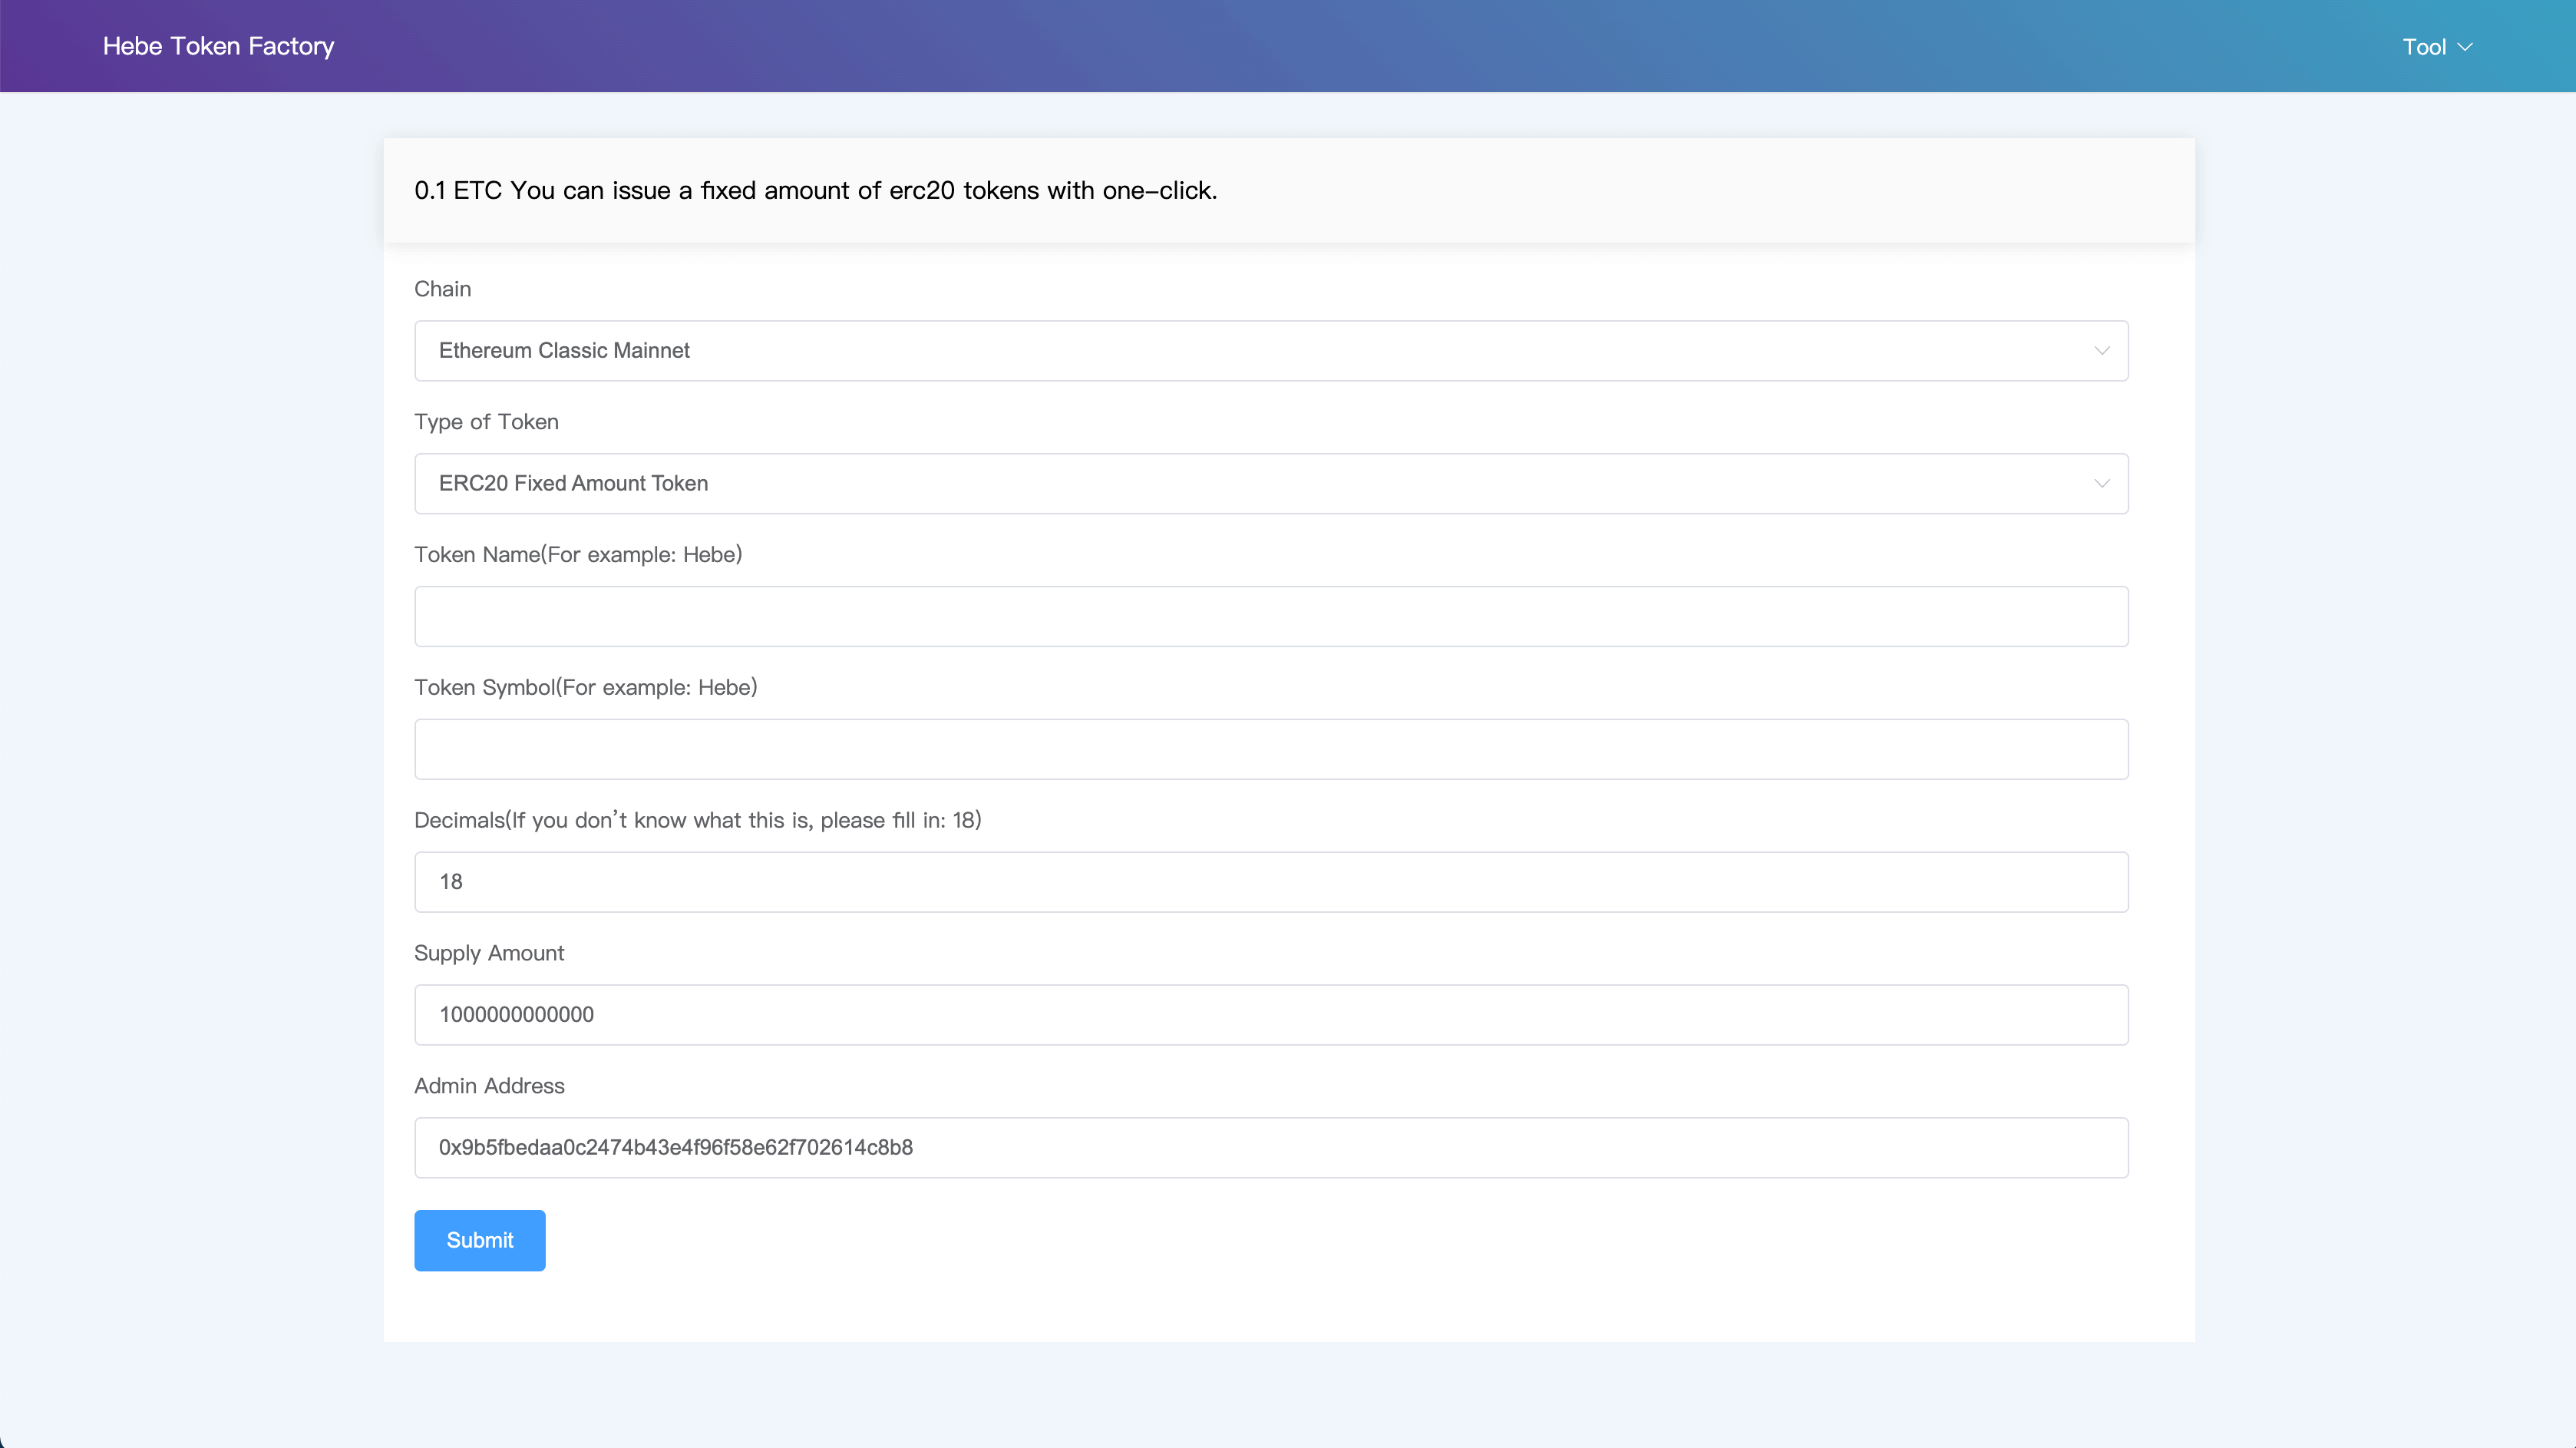 Hebe Token Factory
Tool
0.1 ETC You can issue a fixed amount of erc20 tokens with one-click.
Chain
Ethereum Classic Mainnet
Type of Token
ERC20 Fixed Amount Token
Token Name(For example: Hebe)
Token Symbol(For example: Hebe)
Decimals(If you don’t know what this is, please fill in: 18)
18
Supply Amount
1000000000000
Admin Address
0x9b5fbedaa0c2474b43e4f96f58e62f702614c8b8
Submit